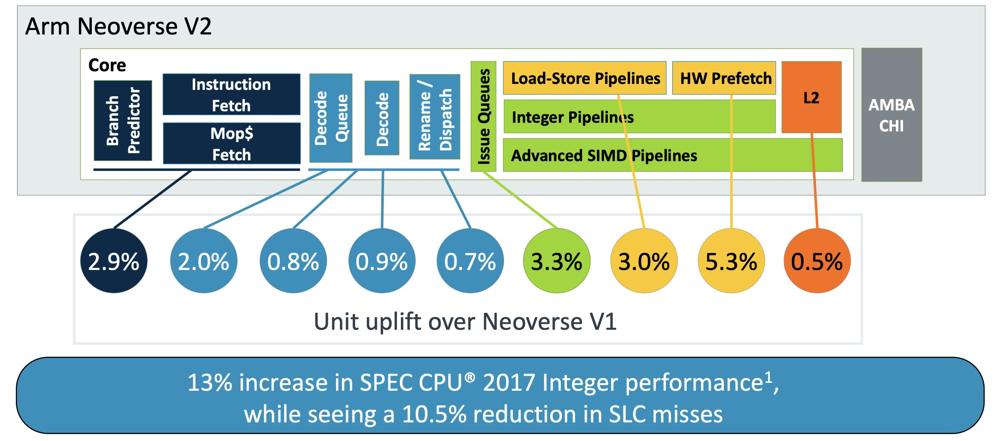 Arm Neoverse V2
Core
Branch
Predictor
Instruction
Fetch
Mop$
Fetch
Decode
Queue
Decode
Rename /
Dispatch
Issue Queues
Load-Store Pipelines
HW Prefetch
Integer Pipelines
Advanced SIMD Pipelines
L2
AMBA
CHI
2.9%
2.0%
0.8%
0.9%
0.7%
3.3%
3.0%
5.3%
0.5%
Unit uplift over Neoverse V1
13% increase in SPEC CPU® 2017 Integer performance¹,
while seeing a 10.5% reduction in SLC misses